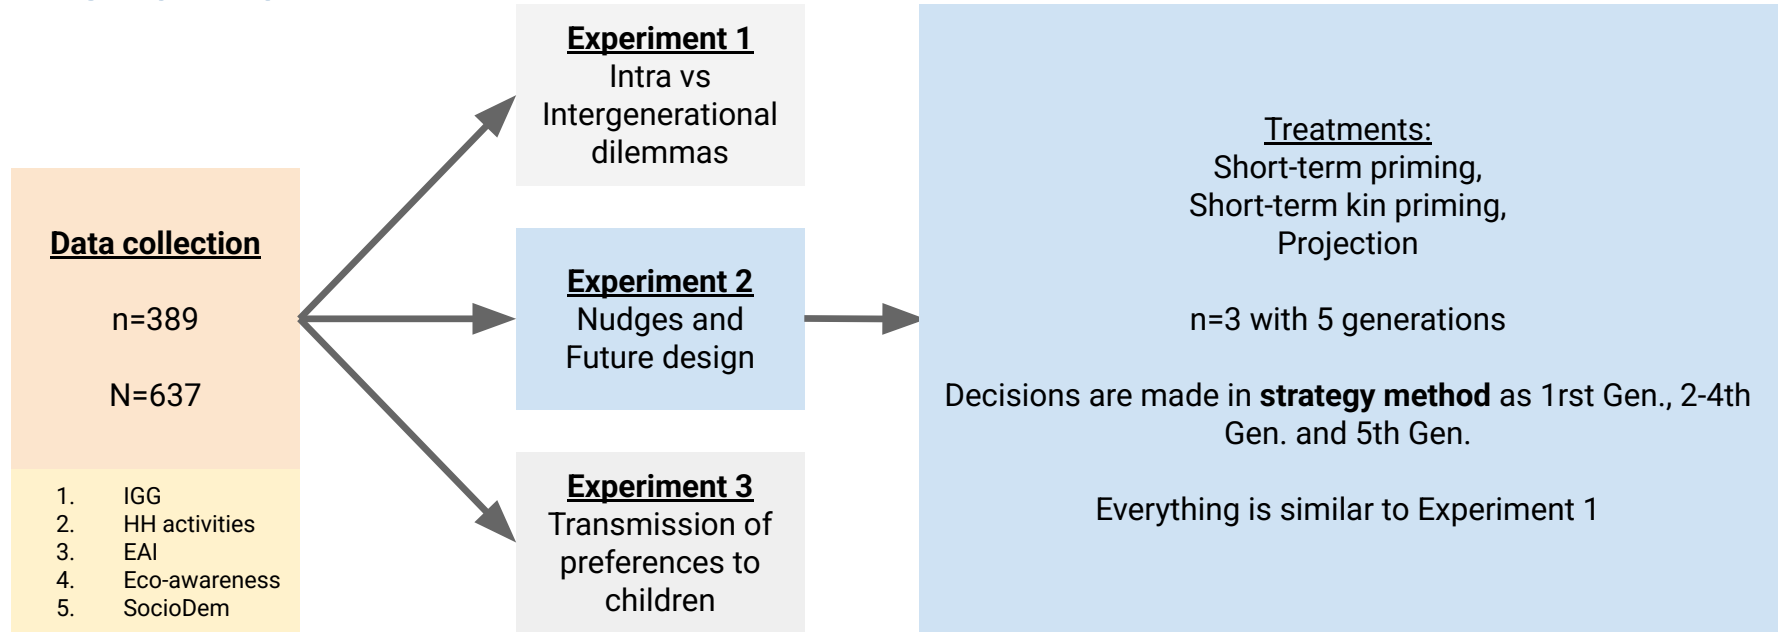 Data collection
n=389
N=637
1. IGG
2. HH activities
3. EAI
4. Eco-awareness
5. SocioDem
Experiment 1
Intra vs
Intergenerational
dilemmas
Experiment 2
Nudges and
Future design
Experiment 3
Transmission of
preferences to
children
Treatments:
Short-term priming,
Short-term kin priming,
Projection
n=3 with 5 generations
Decisions are made in strategy method as 1rst Gen., 2-4th
Gen. and 5th Gen.
Everything is similar to Experiment 1